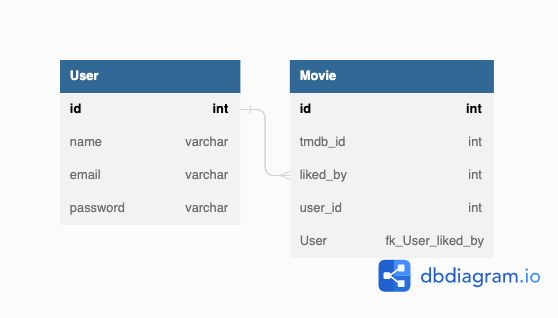 User
id int
name varchar
email varchar
password varchar
Movie
id int
tmdb_id int
liked_by int
user_id int
User fk_User_liked_by
dbdiagram.io